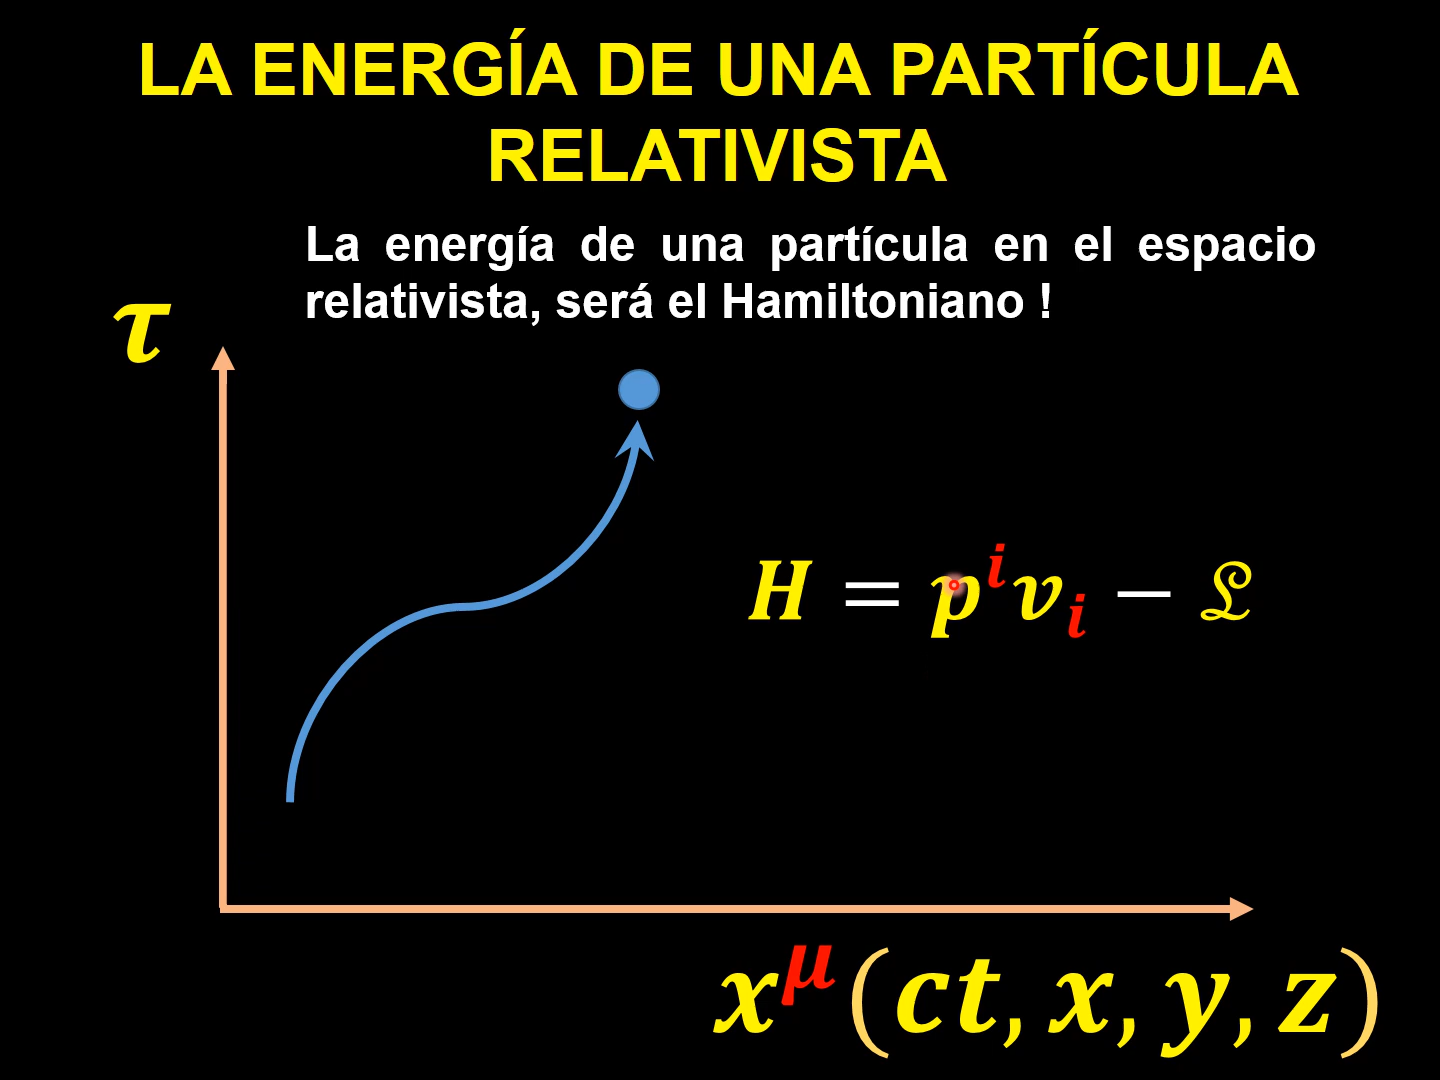 LA ENERGÍA DE UNA PARTÍCULA
RELATIVISTA
La energía de una partícula en el espacio
relativista, será el Hamiltoniano !
τ
H = pⁱvᵢ − ℒ
x^μ(ct, x, y, z)